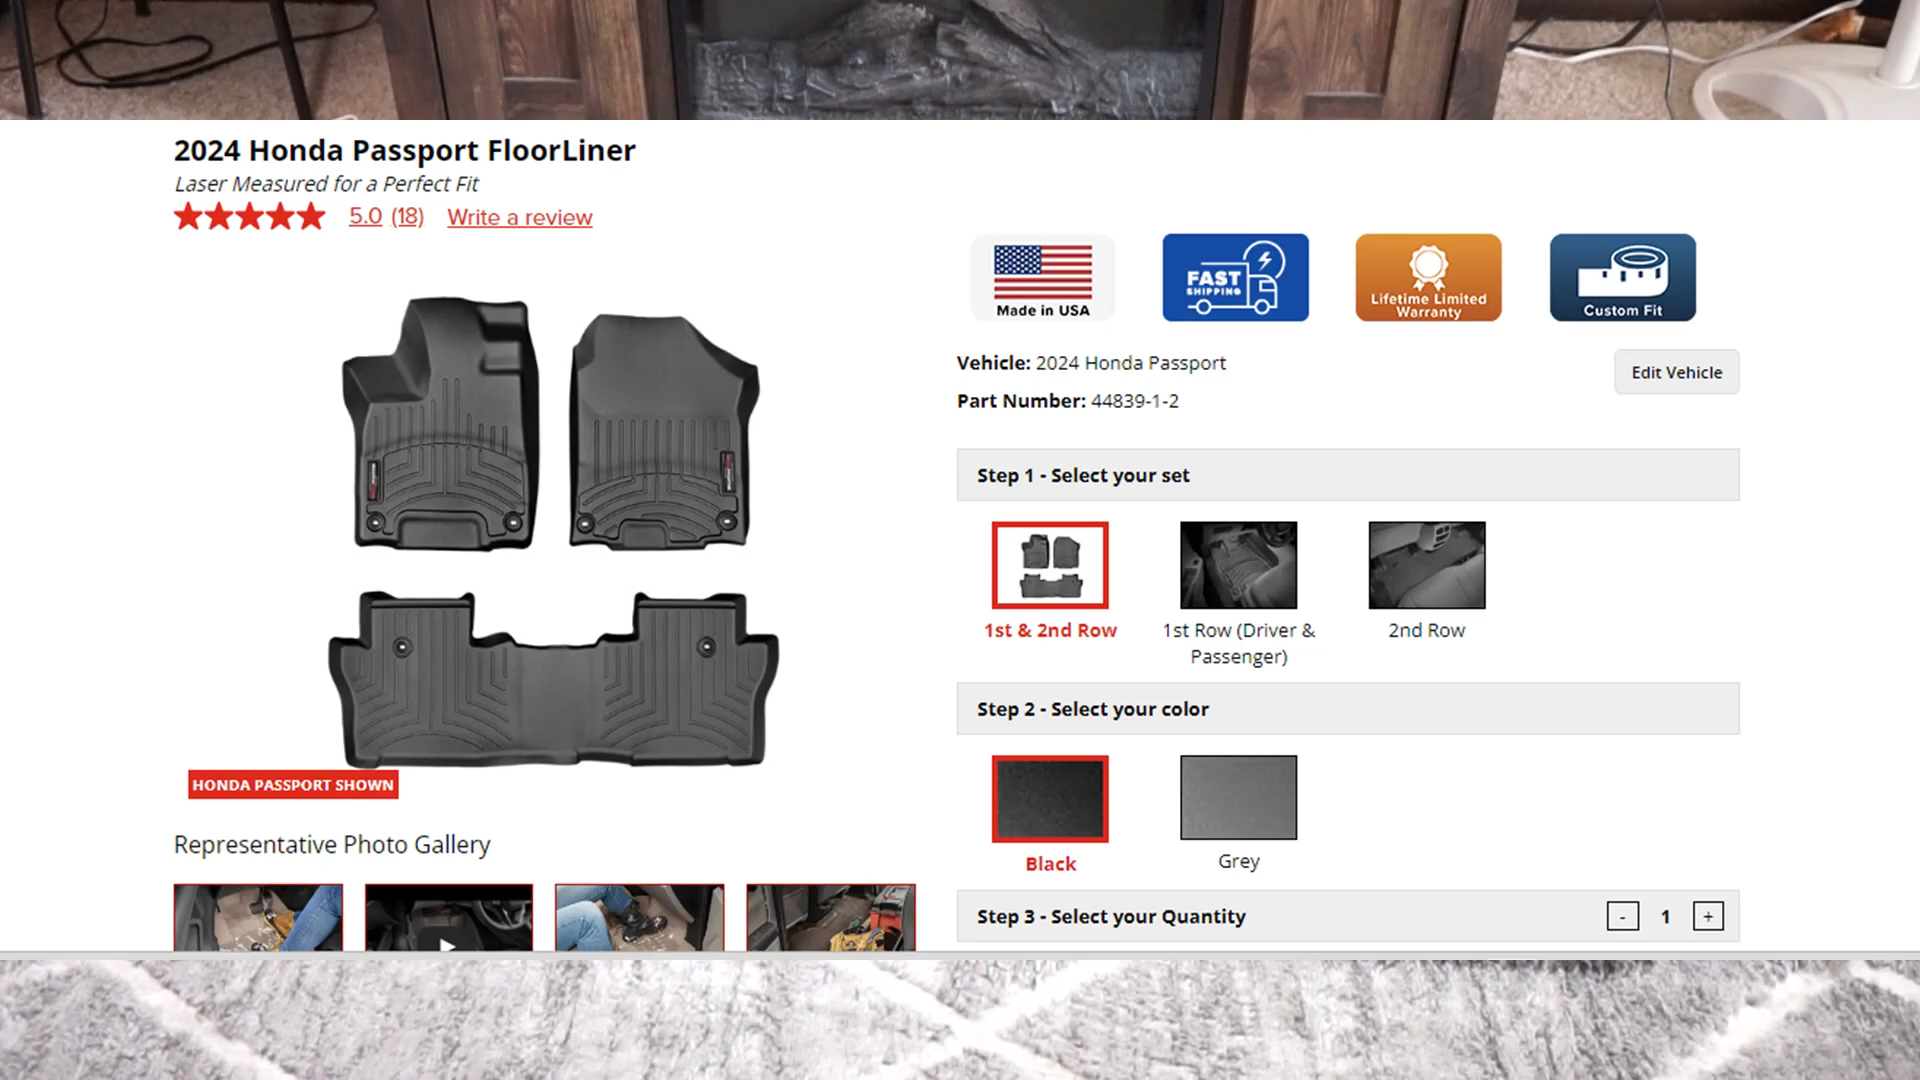 2024 Honda Passport FloorLiner
Laser Measured for a Perfect Fit
5.0 (18) Write a review
Made in USA
FAST
SHIPPING
Lifetime Limited
Warranty
Custom Fit
Vehicle: 2024 Honda Passport
Edit Vehicle
Part Number: 44839-1-2
Step 1 - Select your set
1st & 2nd Row
1st Row (Driver &
Passenger)
2nd Row
Step 2 - Select your color
HONDA PASSPORT SHOWN
Representative Photo Gallery
Black
Grey
Step 3 - Select your Quantity
- 1 +